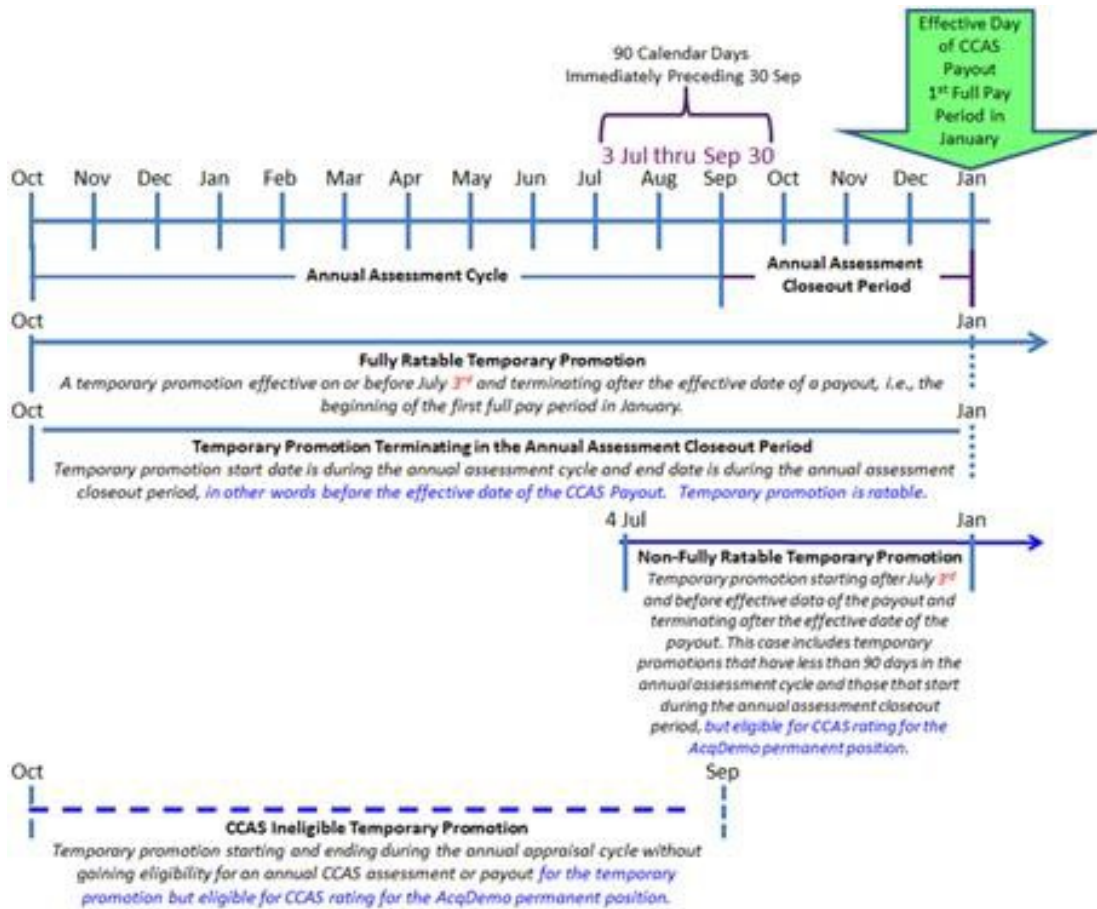 Effective Day
of CCAS
Payout
1st Full Pay
Period in
January
90 Calendar Days
Immediately Preceding 30 Sep
3 Jul thru Sep 30
Oct Nov Dec Jan Feb Mar Apr May Jun Jul Aug Sep Oct Nov Dec Jan
Annual Assessment Cycle
Annual Assessment
Closeout Period
Oct Jan
Fully Ratable Temporary Promotion
A temporary promotion effective on or before July 3rd and terminating after the effective date of a payout, i.e., the
beginning of the first full pay period in January.
Oct Jan
Temporary Promotion Terminating in the Annual Assessment Closeout Period
Temporary promotion start date is during the annual assessment cycle and end date is during the annual assessment
closeout period, in other words before the effective date of the CCAS Payout. Temporary promotion is ratable.
4 Jul Jan
Non-Fully Ratable Temporary Promotion
Temporary promotion starting after July 3rd
and before effective data of the payout and
terminating after the effective date of the
payout. This case includes temporary
promotions that have less than 90 days in the
annual assessment cycle and those that start
during the annual assessment closeout
period, but eligible for CCAS rating for the
AcqDemo permanent position.
Oct Sep
CCAS Ineligible Temporary Promotion
Temporary promotion starting and ending during the annual appraisal cycle without
gaining eligibility for an annual CCAS assessment or payout for the temporary
promotion but eligible for CCAS rating for the AcqDemo permanent position.